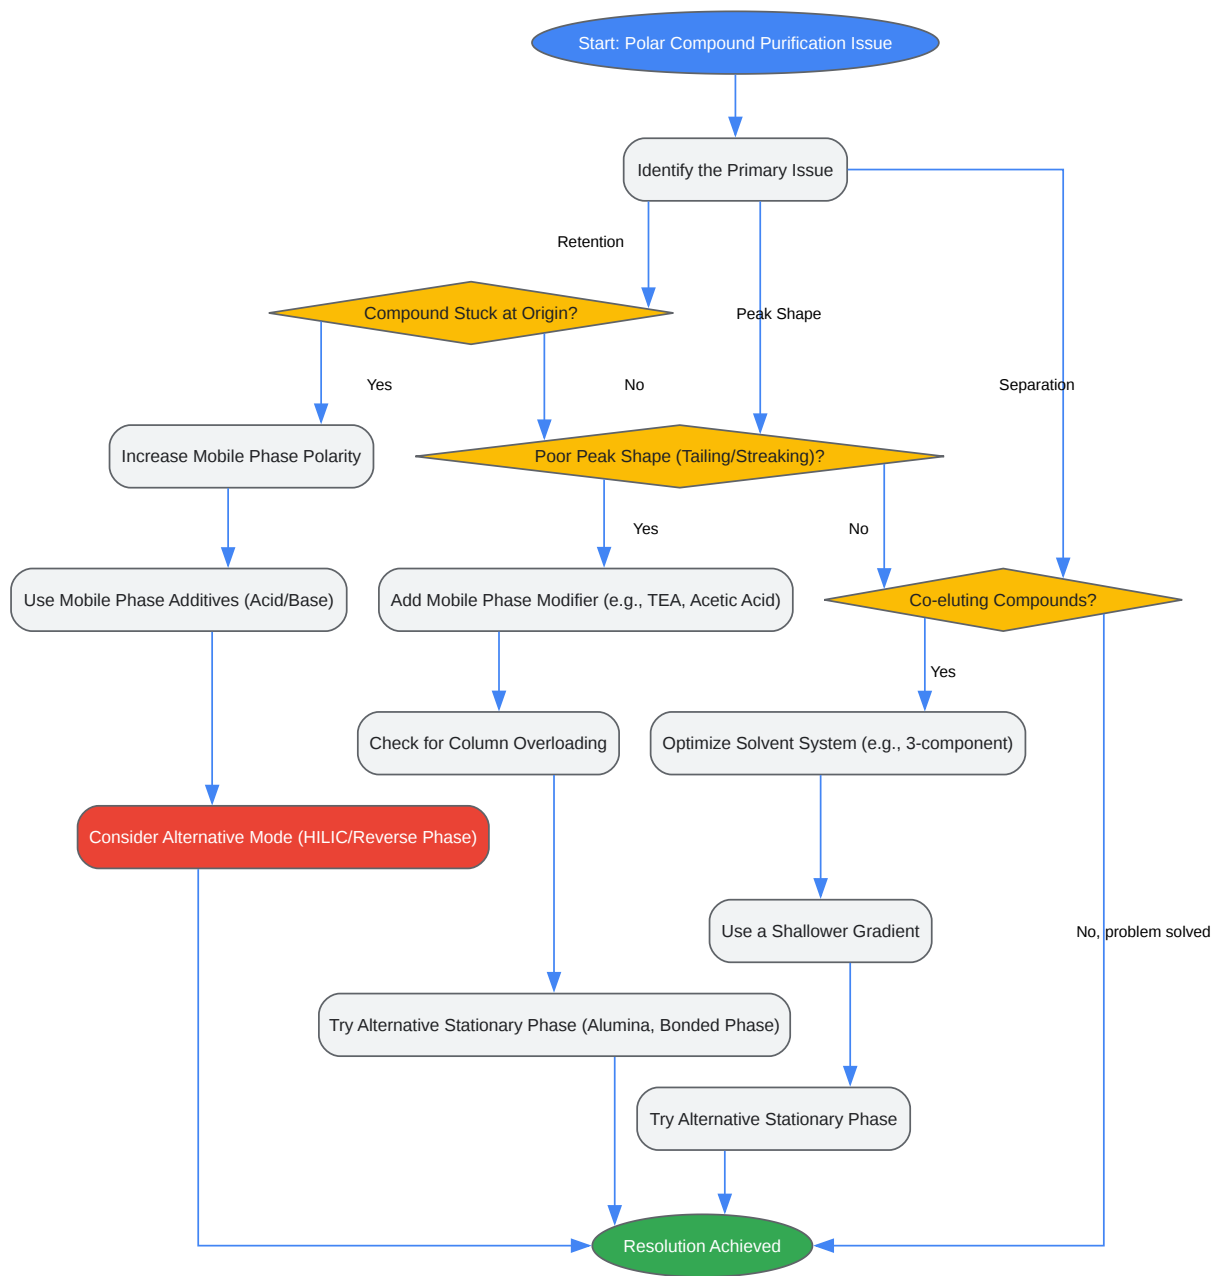 Start: Polar Compound Purification Issue
Identify the Primary Issue
Retention
Compound Stuck at Origin?
Peak Shape
Yes
No
Separation
Increase Mobile Phase Polarity
Poor Peak Shape (Tailing/Streaking)?
Yes
No
Use Mobile Phase Additives (Acid/Base)
Add Mobile Phase Modifier (e.g., TEA, Acetic Acid)
Co-eluting Compounds?
Yes
Check for Column Overloading
Optimize Solvent System (e.g., 3-component)
Consider Alternative Mode (HILIC/Reverse Phase)
Use a Shallower Gradient
No, problem solved
Try Alternative Stationary Phase (Alumina, Bonded Phase)
Try Alternative Stationary Phase
Resolution Achieved